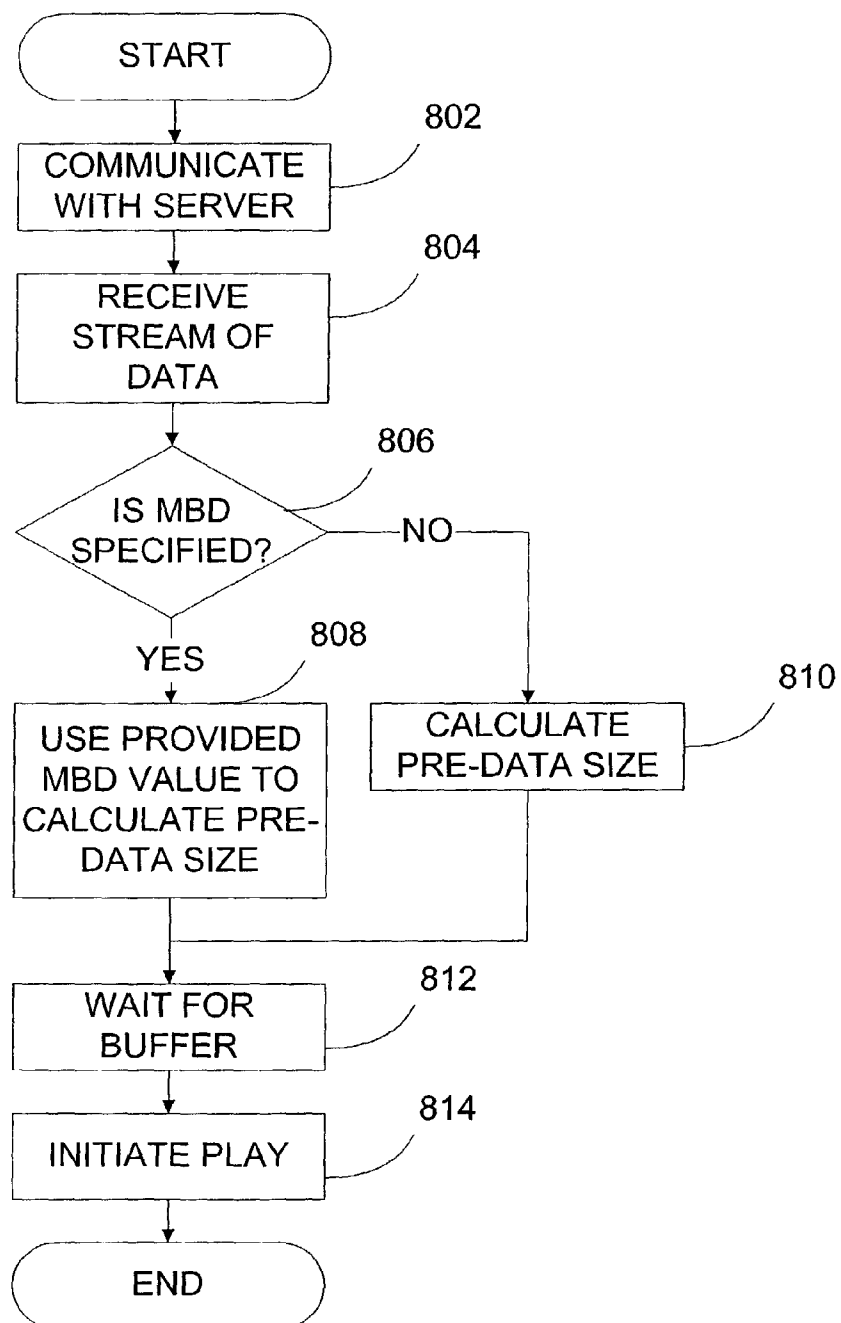 START
802
COMMUNICATE
WITH SERVER
804
RECEIVE
STREAM OF
DATA
806
IS MBD
SPECIFIED?
NO
YES
808
810
USE PROVIDED
MBD VALUE TO
CALCULATE PRE-
DATA SIZE
CALCULATE
PRE-DATA SIZE
812
WAIT FOR
BUFFER
814
INITIATE PLAY
END